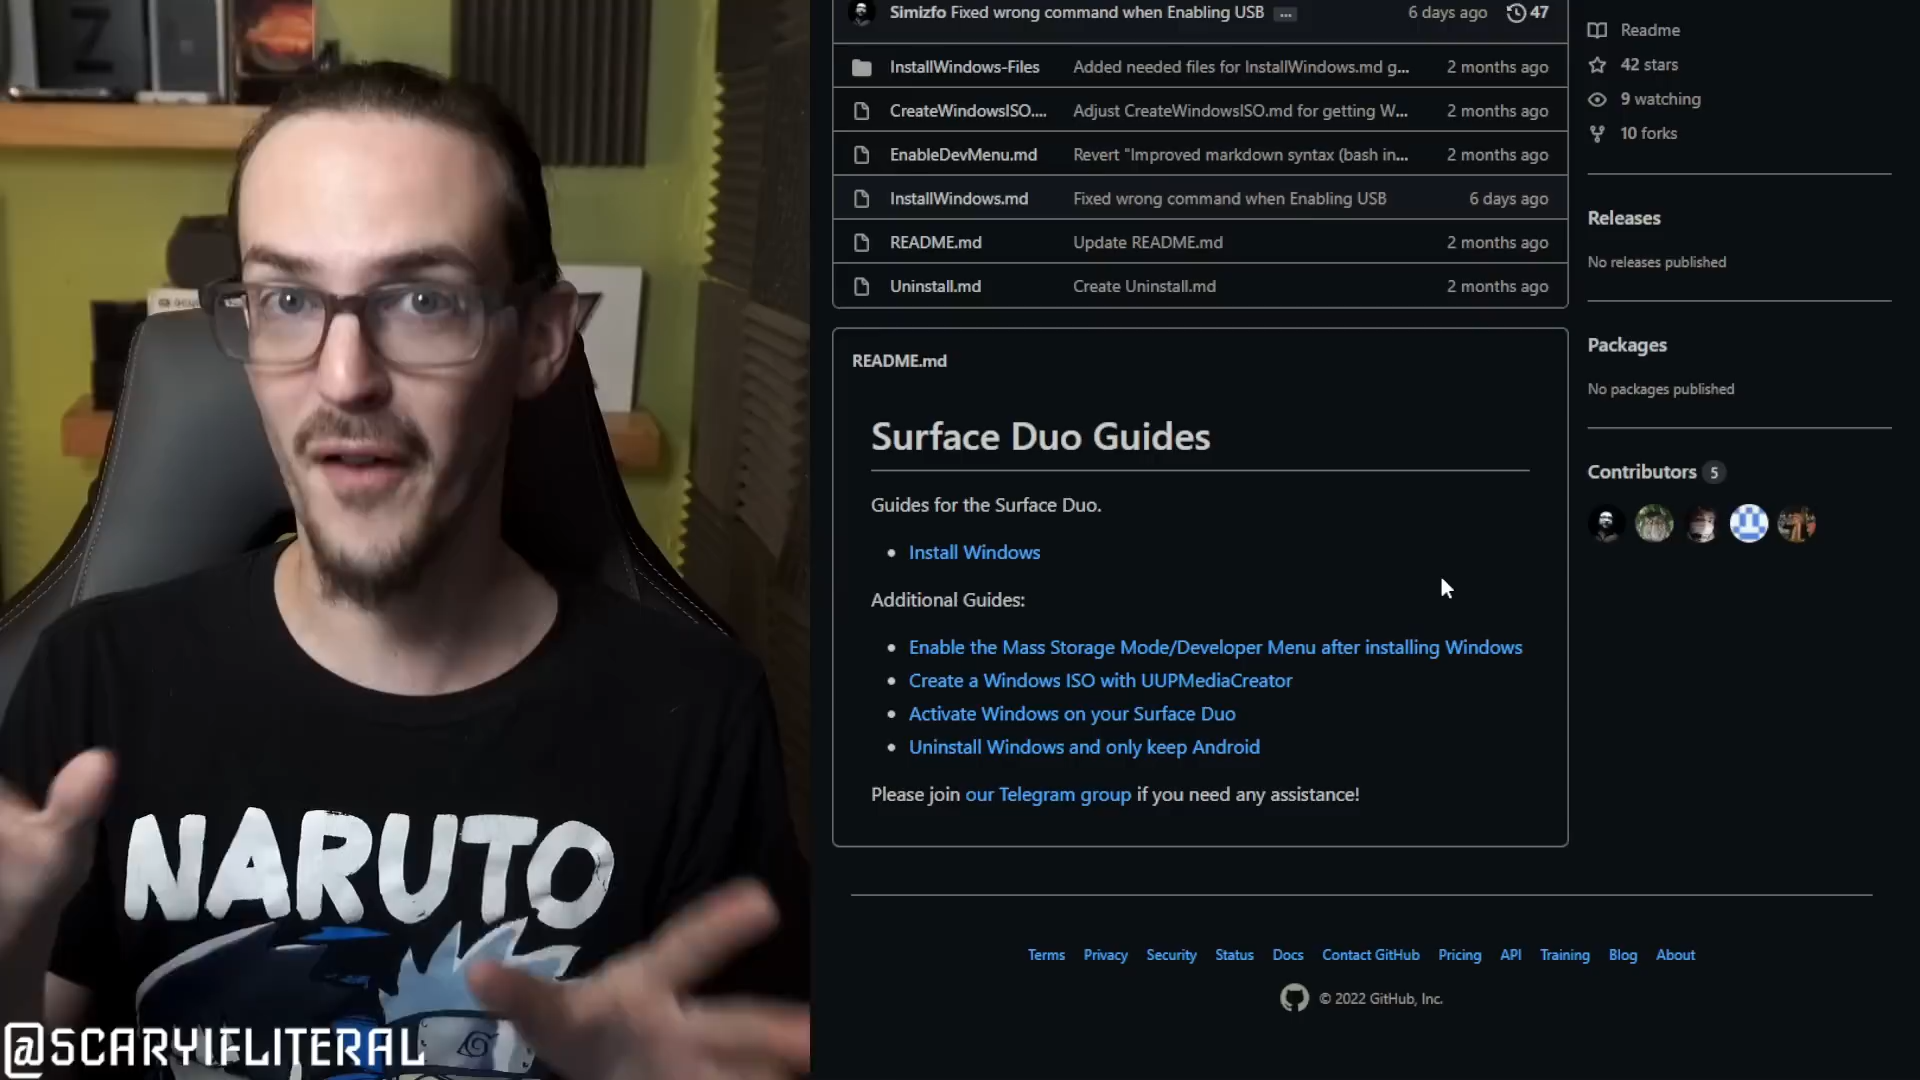 Simizfo Fixed wrong command when Enabling USB ... 6 days ago 47
InstallWindows-Files Added needed files for InstallWindows.md g... 2 months ago
CreateWindowsISO.... Adjust CreateWindowsISO.md for getting W... 2 months ago
EnableDevMenu.md Revert "Improved markdown syntax (bash in... 2 months ago
InstallWindows.md Fixed wrong command when Enabling USB 6 days ago
README.md Update README.md 2 months ago
Uninstall.md Create Uninstall.md 2 months ago
README.md
Surface Duo Guides
Guides for the Surface Duo.
Install Windows
Additional Guides:
Enable the Mass Storage Mode/Developer Menu after installing Windows
Create a Windows ISO with UUPMediaCreator
Activate Windows on your Surface Duo
Uninstall Windows and only keep Android
Please join our Telegram group if you need any assistance!
Readme
42 stars
9 watching
10 forks
Releases
No releases published
Packages
No packages published
Contributors 5
Terms Privacy Security Status Docs Contact GitHub Pricing API Training Blog About
© 2022 GitHub, Inc.
NARUTO
@SCARYIFLITERAL